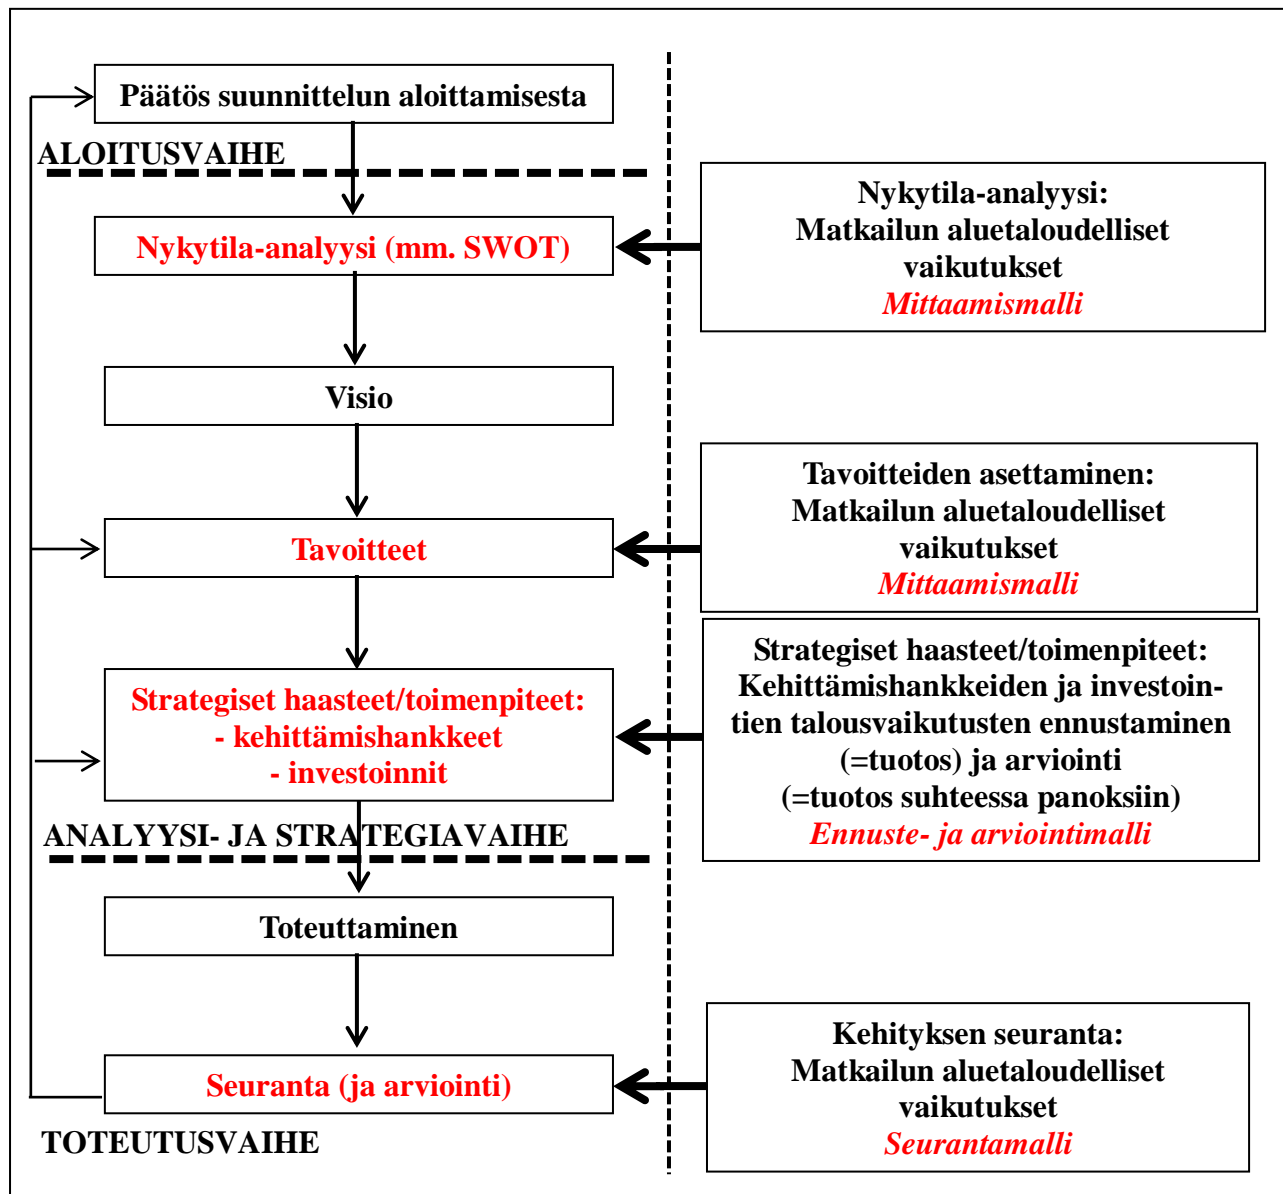 Päätös suunnittelun aloittamisesta
ALOITUSVAIHE
Nykytila-analyysi (mm. SWOT)
Nykytila-analyysi:
Matkailun aluetaloudelliset
vaikutukset
Mittaamismalli
Visio
Tavoitteet
Tavoitteiden asettaminen:
Matkailun aluetaloudelliset
vaikutukset
Mittaamismalli
Strategiset haasteet/toimenpiteet:
- kehittämishankkeet
- investoinnit
Strategiset haasteet/toimenpiteet:
Kehittämishankkeiden ja investoin-
tien talousvaikutusten ennustaminen
(=tuotos) ja arviointi
(=tuotos suhteessa panoksiin)
Ennuste- ja arviointimalli
ANALYYSI- JA STRATEGIAVAIHE
Toteuttaminen
Seuranta (ja arviointi)
Kehityksen seuranta:
Matkailun aluetaloudelliset
vaikutukset
Seurantamalli
TOTEUTUSVAIHE